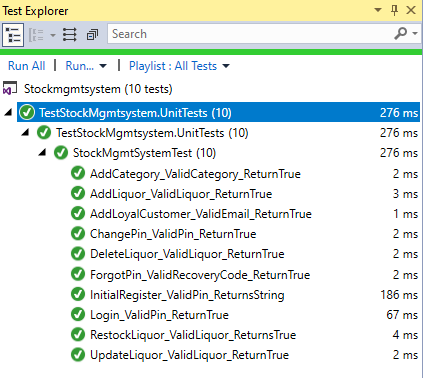 Test Explorer
Search
Run All | Run... | Playlist : All Tests
Stockmgmtsystem (10 tests)
TestStockMgmtsystem.UnitTests (10) 276 ms
TestStockMgmtsystem.UnitTests (10) 276 ms
StockMgmtSystemTest (10) 276 ms
AddCategory_ValidCategory_ReturnTrue 2 ms
AddLiquor_ValidLiquor_ReturnTrue 3 ms
AddLoyalCustomer_ValidEmail_ReturnTrue 1 ms
ChangePin_ValidPin_ReturnTrue 2 ms
DeleteLiquor_ValidLiquor_ReturnTrue 2 ms
ForgotPin_ValidRecoveryCode_ReturnTrue 2 ms
InitialRegister_ValidPin_ReturnsString 186 ms
Login_ValidPin_ReturnTrue 67 ms
RestockLiquor_ValidLiquor_ReturnsTrue 4 ms
UpdateLiquor_ValidLiquor_ReturnTrue 2 ms